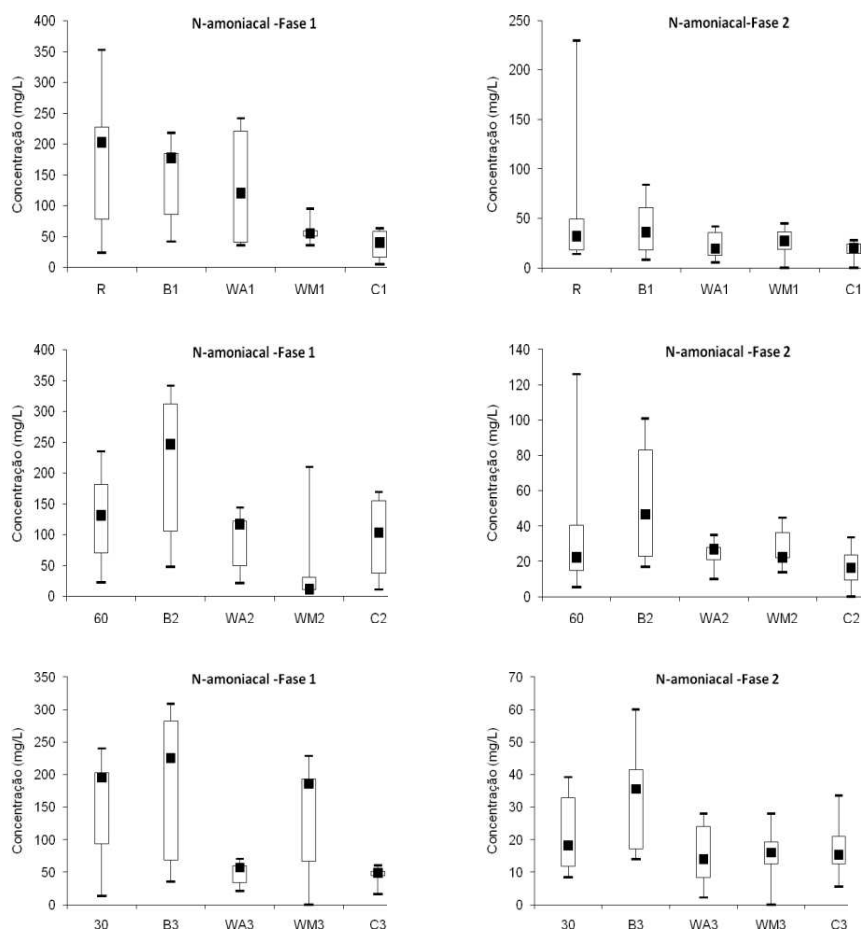 N-amoniacal -Fase 1
Concentração (mg/L)
400
350
300
250
200
150
100
50
0
R B1 WA1 WM1 C1
N-amoniacal-Fase 2
Concentração (mg/L)
250
200
150
100
50
0
R B1 WA1 WM1 C1
N-amoniacal -Fase 1
Concentração (mg/L)
400
350
300
250
200
150
100
50
0
60 B2 WA2 WM2 C2
N-amoniacal -Fase 2
Concentração (mg/L)
140
120
100
80
60
40
20
0
60 B2 WA2 WM2 C2
N-amoniacal -Fase 1
Concentração (mg/L)
350
300
250
200
150
100
50
0
30 B3 WA3 WM3 C3
N-amoniacal -Fase 2
Concentração (mg/L)
70
60
50
40
30
20
10
0
30 B3 WA3 WM3 C3